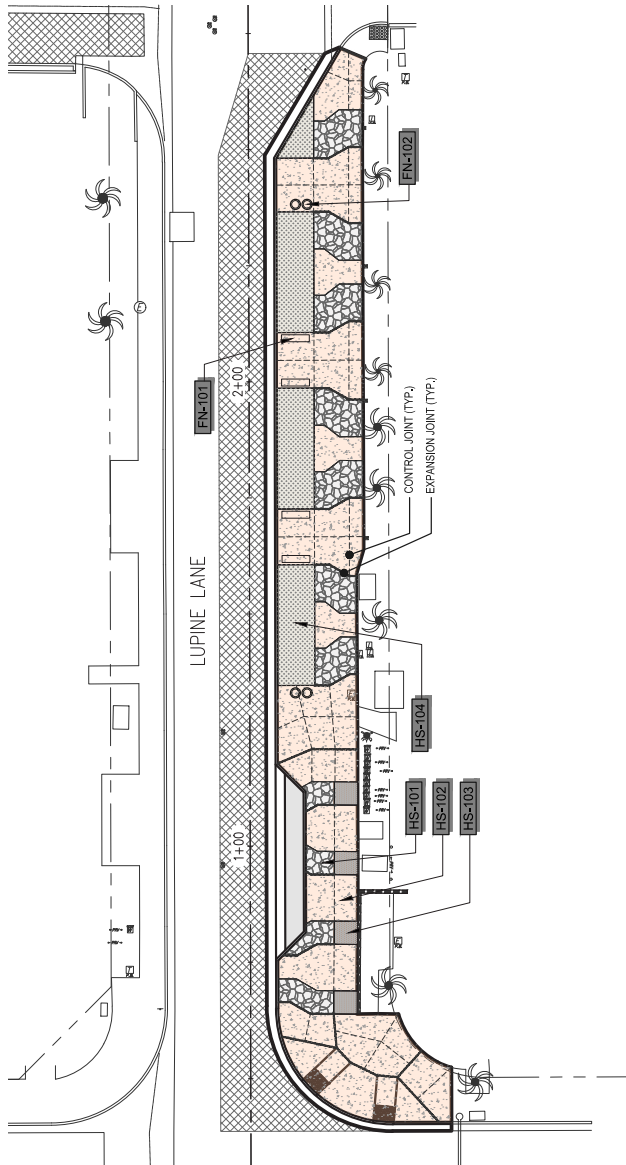 FN-102
FN-101
2+00
CONTROL JOINT (TYP.)
EXPANSION JOINT (TYP.)
LUPINE LANE
HS-104
1+00
HS-101
HS-102
HS-103